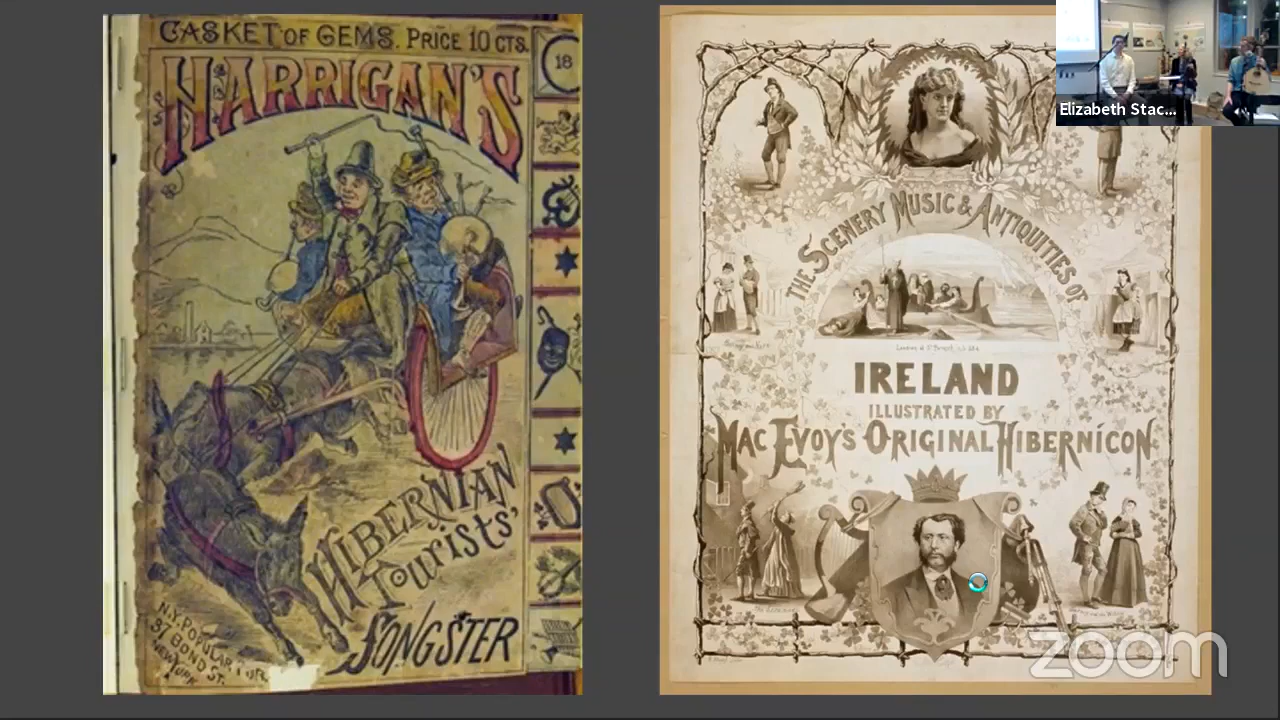 CASKET OF GEMS. PRICE 10 CTS.
18
HARRIGAN'S
HIBERNIAN
TOURISTS'
SONGSTER
N.Y. POPULAR
31 BOND ST.
NEW YORK
THE SCENERY MUSIC & ANTIQUITIES OF
IRELAND
ILLUSTRATED BY
MAC EVOY'S ORIGINAL HIBERNICON
Elizabeth Stac...
zoom